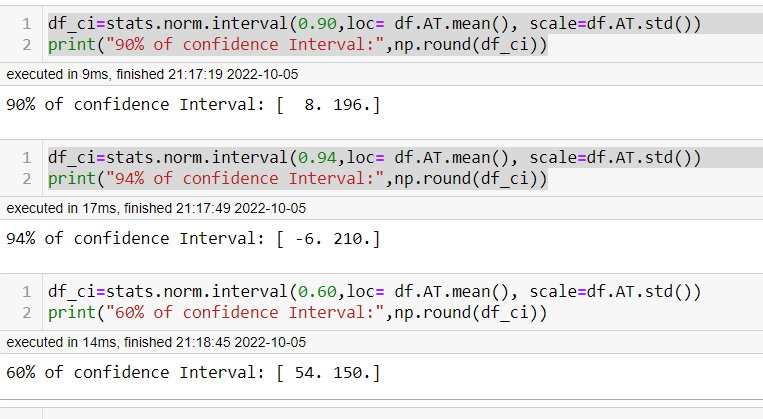 1 df_ci=stats.norm.interval(0.90,loc= df.AT.mean(), scale=df.AT.std())
2 print("90% of confidence Interval:",np.round(df_ci))
executed in 9ms, finished 21:17:19 2022-10-05
90% of confidence Interval: [  8. 196.]
1 df_ci=stats.norm.interval(0.94,loc= df.AT.mean(), scale=df.AT.std())
2 print("94% of confidence Interval:",np.round(df_ci))
executed in 17ms, finished 21:17:49 2022-10-05
94% of confidence Interval: [ -6. 210.]
1 df_ci=stats.norm.interval(0.60,loc= df.AT.mean(), scale=df.AT.std())
2 print("60% of confidence Interval:",np.round(df_ci))
executed in 14ms, finished 21:18:45 2022-10-05
60% of confidence Interval: [ 54. 150.]